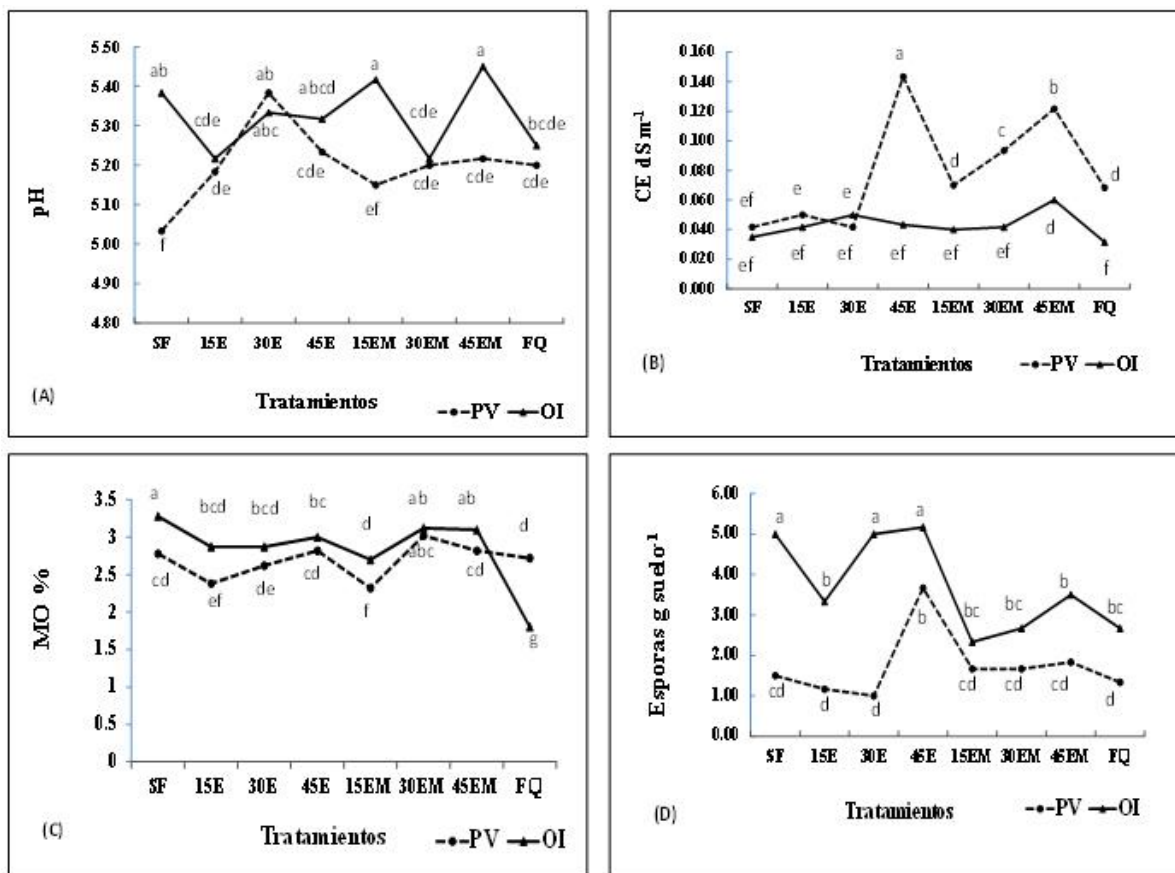 pH
5.50
5.40
5.30
5.20
5.10
5.00
4.90
4.80
ab cde ab abcd a cde a bcde
f de abc cde ef cde cde cde
SF 15E 30E 45E 15EM 30EM 45EM FQ
Tratamientos
(A)
PV OI
CE dS m-1
0.160
0.140
0.120
0.100
0.080
0.060
0.040
0.020
0.000
ef e e a d c b d
ef ef ef ef ef ef d f
SF 15E 30E 45E 15EM 30EM 45EM FQ
Tratamientos
(B)
PV OI
MO %
3.5
3
2.5
2
1.5
1
0.5
0
a bcd bcd bc d ab ab d
cd ef de cd f abc cd g
SF 15E 30E 45E 15EM 30EM 45EM FQ
Tratamientos
(C)
PV OI
Esporas g suelo-1
6.00
5.00
4.00
3.00
2.00
1.00
0.00
a b a a bc bc b bc
cd d d b cd cd cd d
SF 15E 30E 45E 15EM 30EM 45EM FQ
Tratamientos
(D)
PV OI